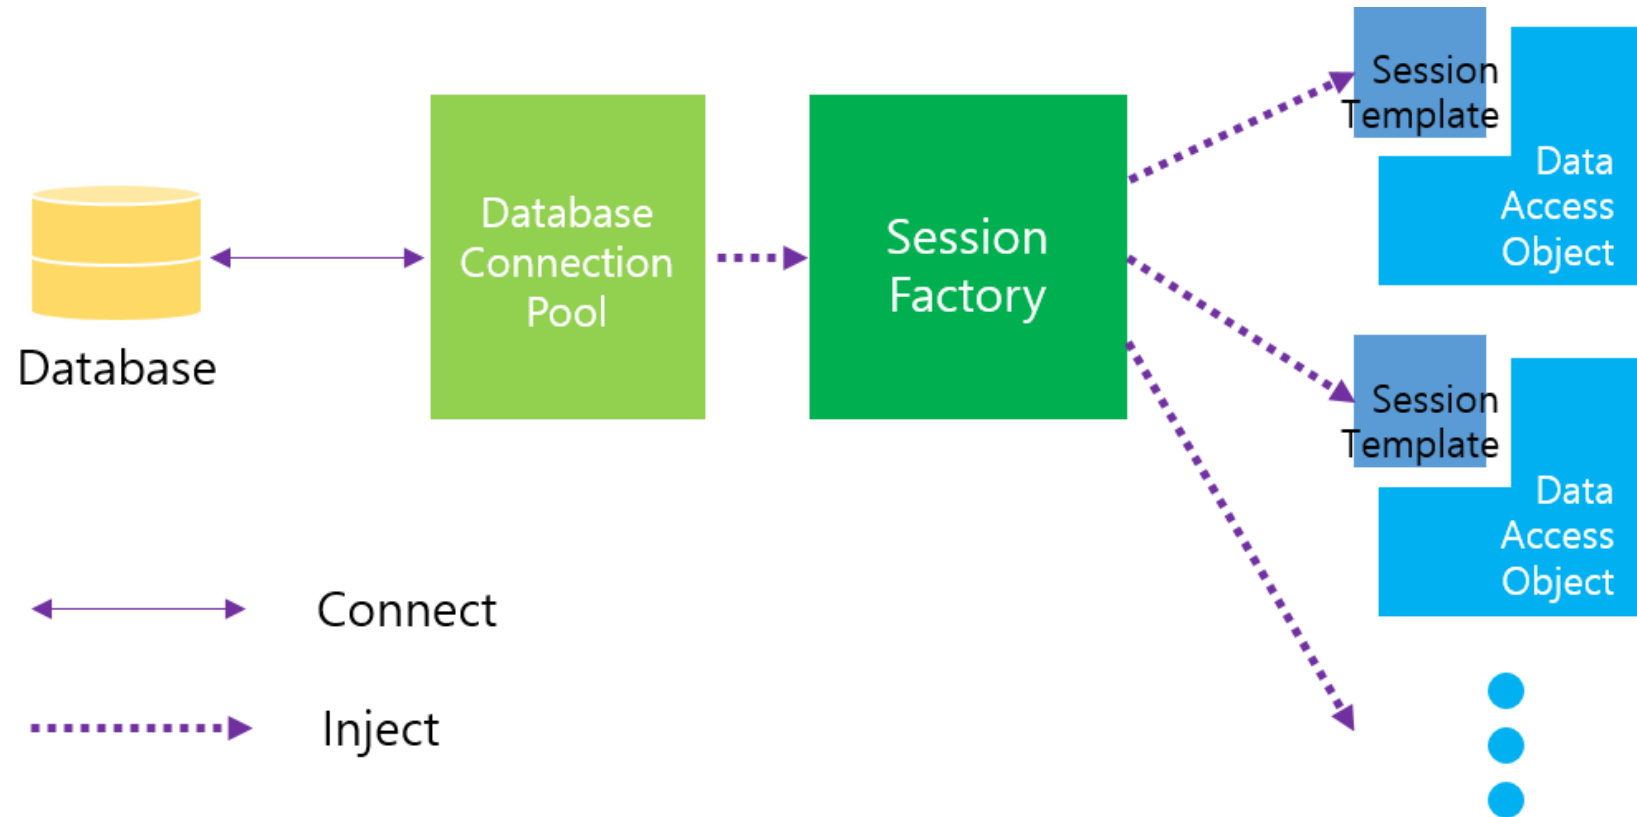 Database
Database
Connection
Pool
Session
Factory
Session
Template
Data
Access
Object
Session
Template
Data
Access
Object
Connect
Inject